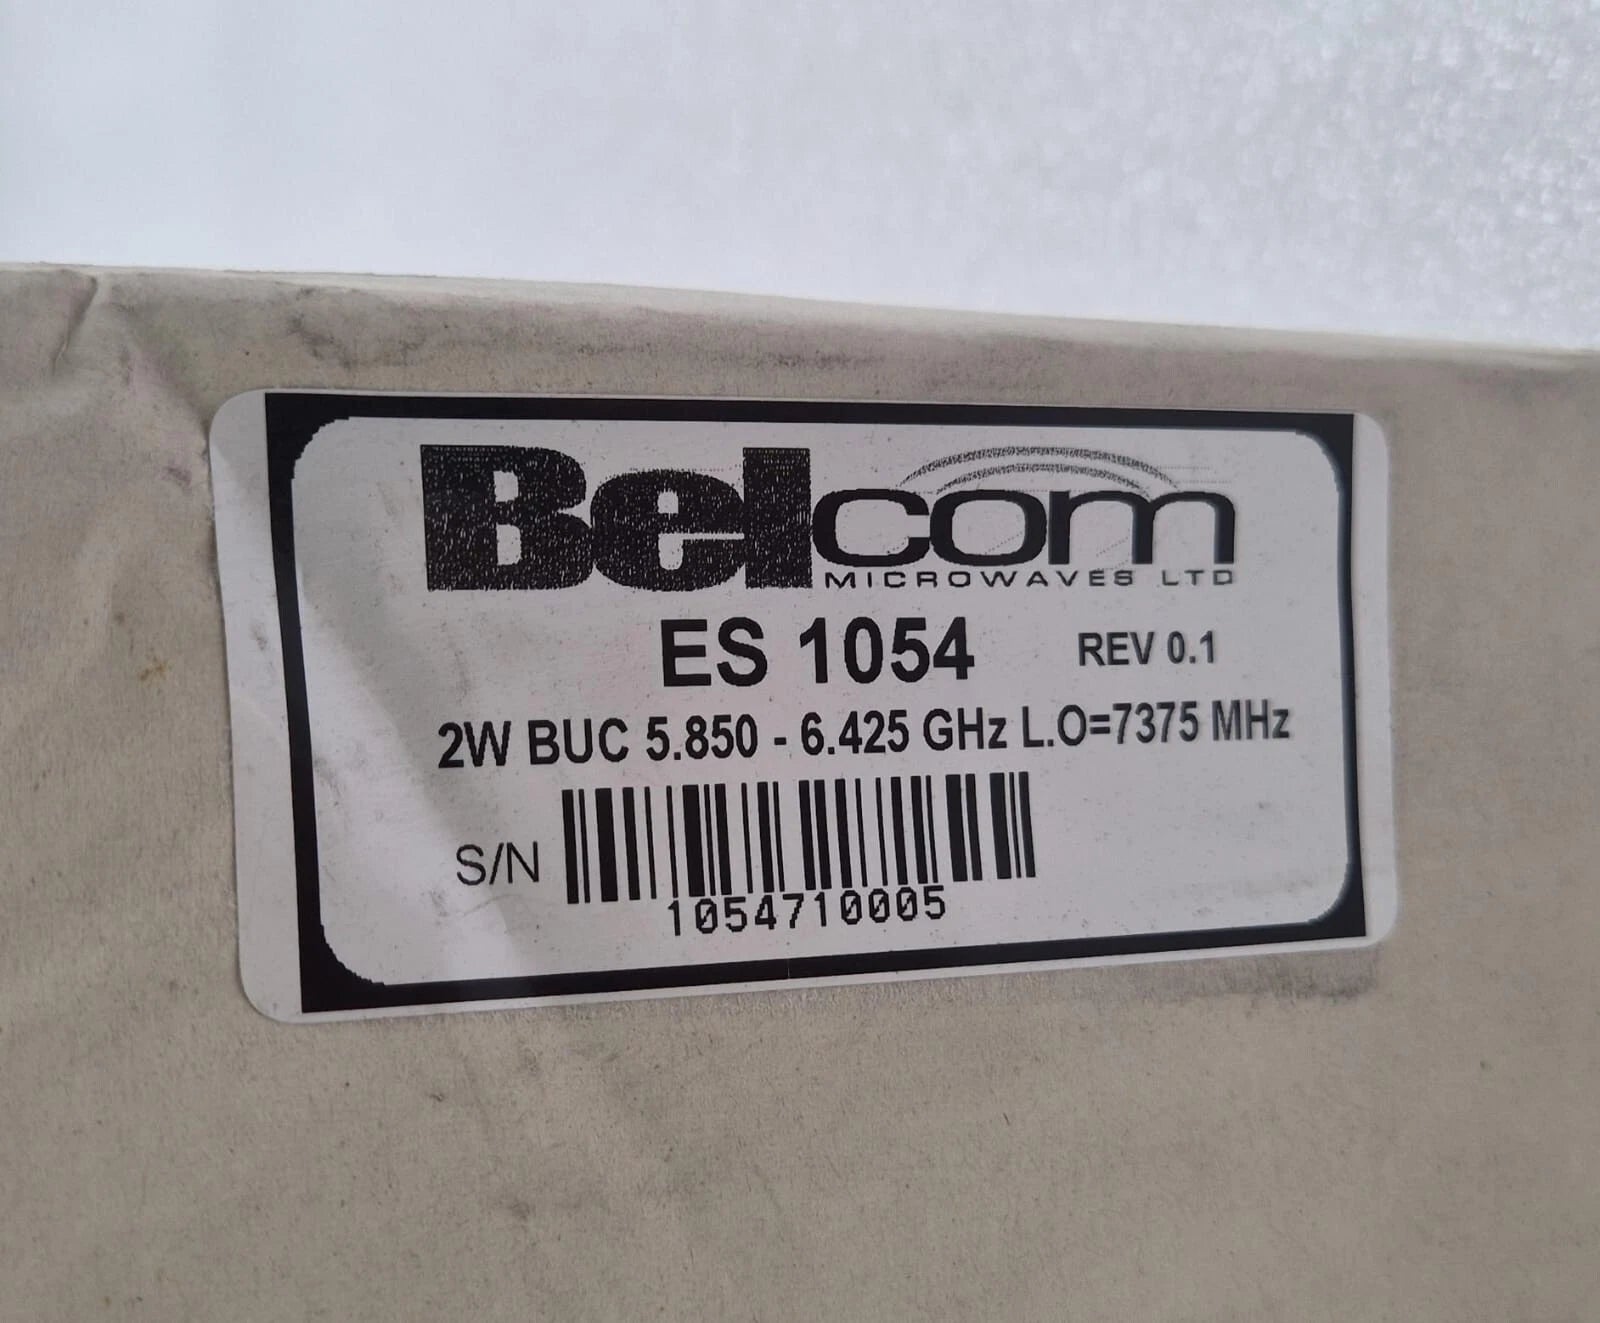 Belcom
MICROWAVES LTD
ES 1054 REV 0.1
2W BUC 5.850 - 6.425 GHz L.O=7375 MHz
S/N
1054710005